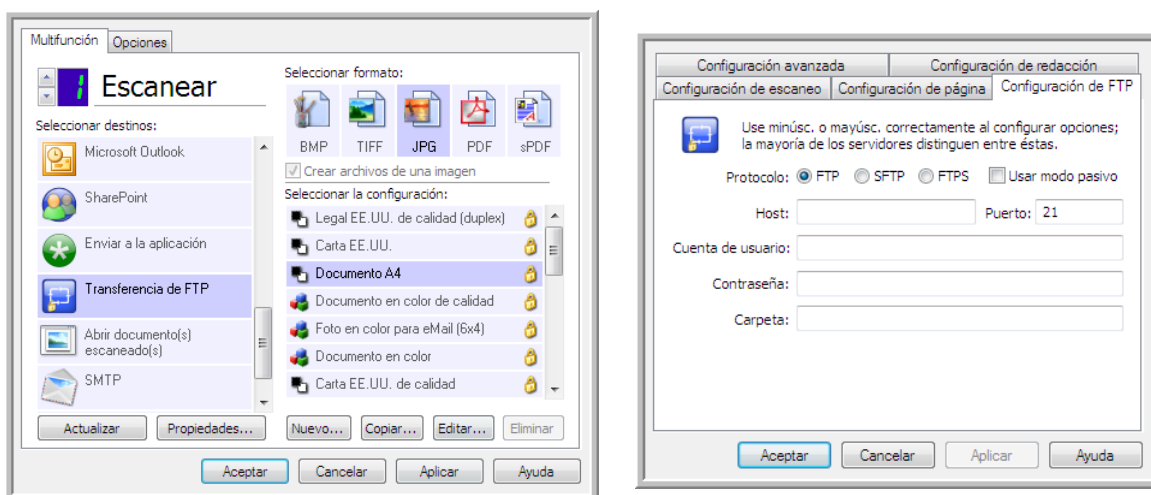 Multifunción
Opciones
1
Escanear
Seleccionar destinos:
Microsoft Outlook
SharePoint
Enviar a la aplicación
Transferencia de FTP
Abrir documento(s)
escaneado(s)
SMTP
Actualizar
Propiedades...
Seleccionar formato:
BMP
TIFF
JPG
PDF
sPDF
Crear archivos de una imagen
Seleccionar la configuración:
Legal EE.UU. de calidad (duplex)
Carta EE.UU.
Documento A4
Documento en color de calidad
Foto en color para eMail (6x4)
Documento en color
Carta EE.UU. de calidad
Nuevo...
Copiar...
Editar...
Eliminar
Aceptar
Cancelar
Aplicar
Ayuda
Configuración avanzada
Configuración de redacción
Configuración de escaneo
Configuración de página
Configuración de FTP
Use minúsc. o mayúsc. correctamente al configurar opciones;
la mayoría de los servidores distinguen entre éstas.
Protocolo: FTP SFTP FTPS Usar modo pasivo
Host:
Puerto: 21
Cuenta de usuario:
Contraseña:
Carpeta:
Aceptar
Cancelar
Aplicar
Ayuda